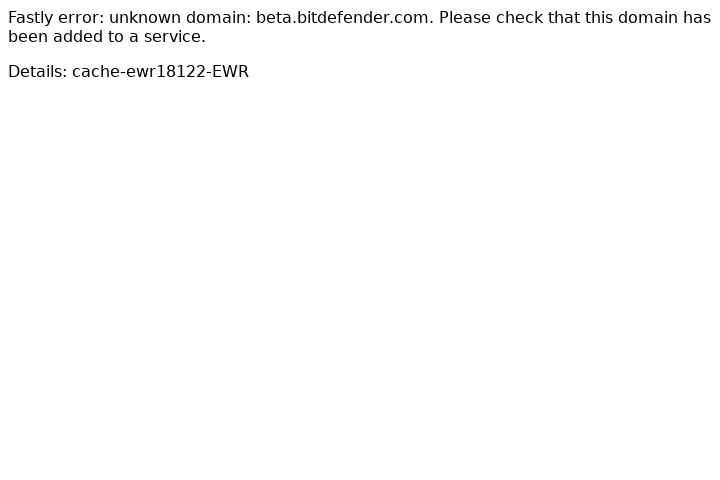 Fastly error: unknown domain: beta.bitdefender.com. Please check that this domain has
been added to a service.
Details: cache-ewr18122-EWR